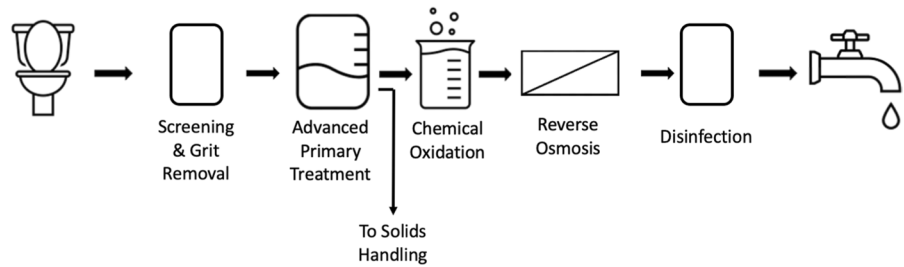 Screening
& Grit
Removal
Advanced
Primary
Treatment
Chemical
Oxidation
Reverse
Osmosis
Disinfection
To Solids
Handling